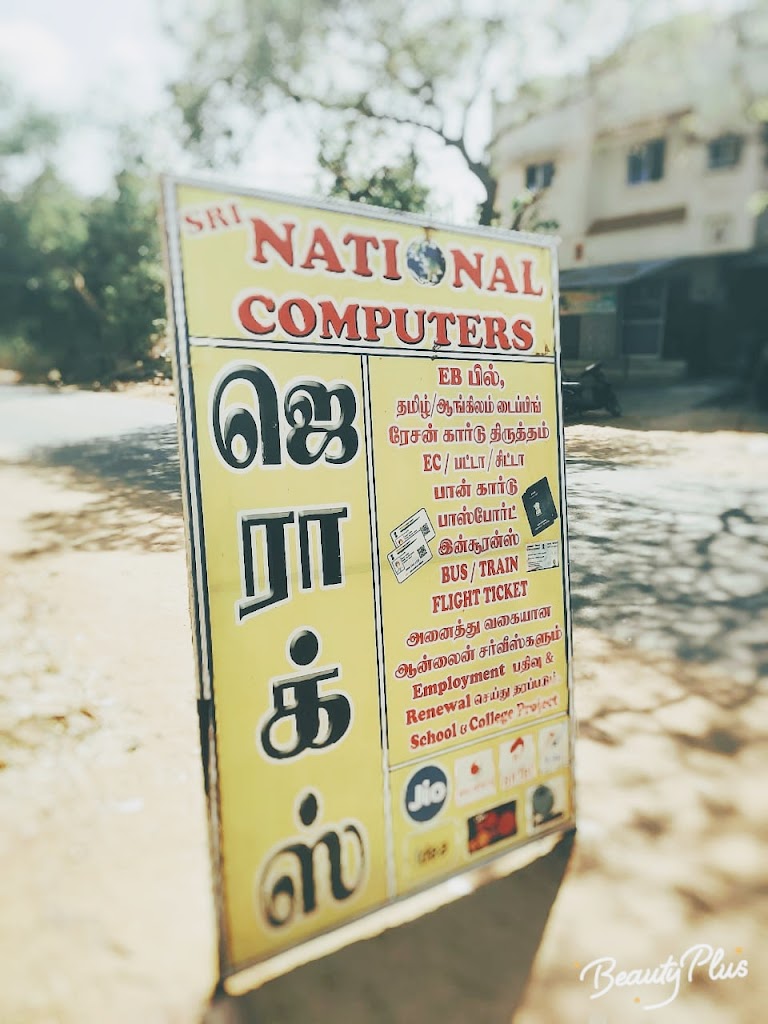 SRI NATIONAL
COMPUTERS
ஜெ
ரா
க்
ஸ்
EB பில்,
தமிழ்/ஆங்கிலம் டைப்பிங்
ரேசன் கார்டு திருத்தம்
EC / பட்டா / சிட்டா
பான் கார்டு
பாஸ்போர்ட்
இன்சூரன்ஸ்
BUS / TRAIN
FLIGHT TICKET
அனைத்து வகையான
ஆன்லைன் சர்வீஸ்களும்
Employment பதிவு &
Renewal செய்து தரப்படும்
School & College Project
Jio
BeautyPlus